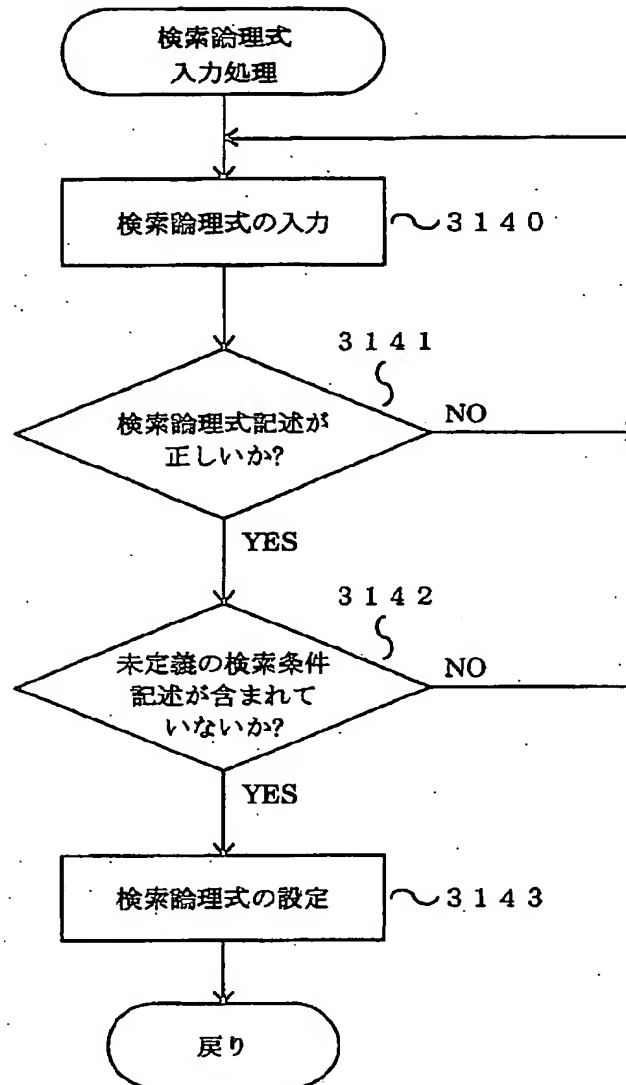 検索論理式
入力処理
検索論理式の入力
3140
3141
検索論理式記述が
正しいか?
NO
YES
3142
未定義の検索条件
記述が含まれて
いないか?
NO
YES
検索論理式の設定
3143
戻り